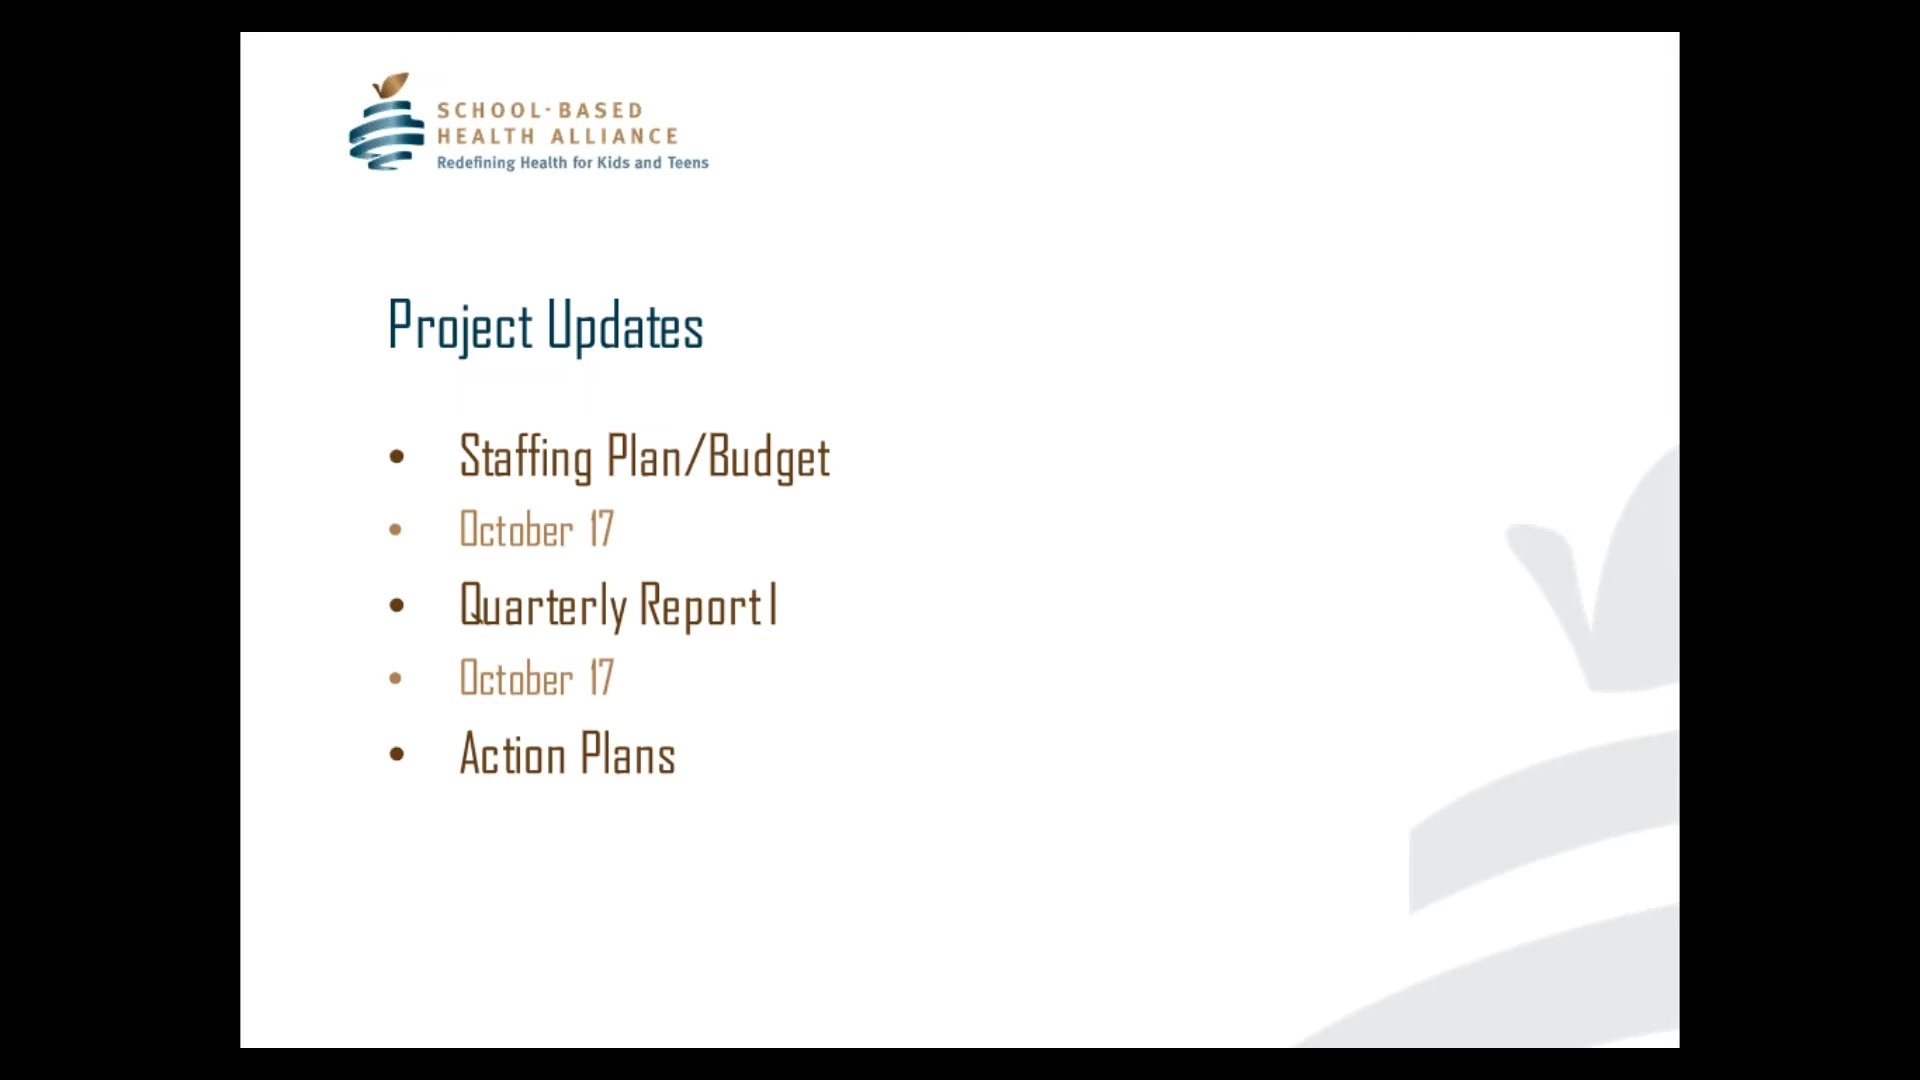 SCHOOL-BASED
HEALTH ALLIANCE
Redefining Health for Kids and Teens
Project Updates
• Staffing Plan/Budget
• October 17
• Quarterly Report I
• October 17
• Action Plans